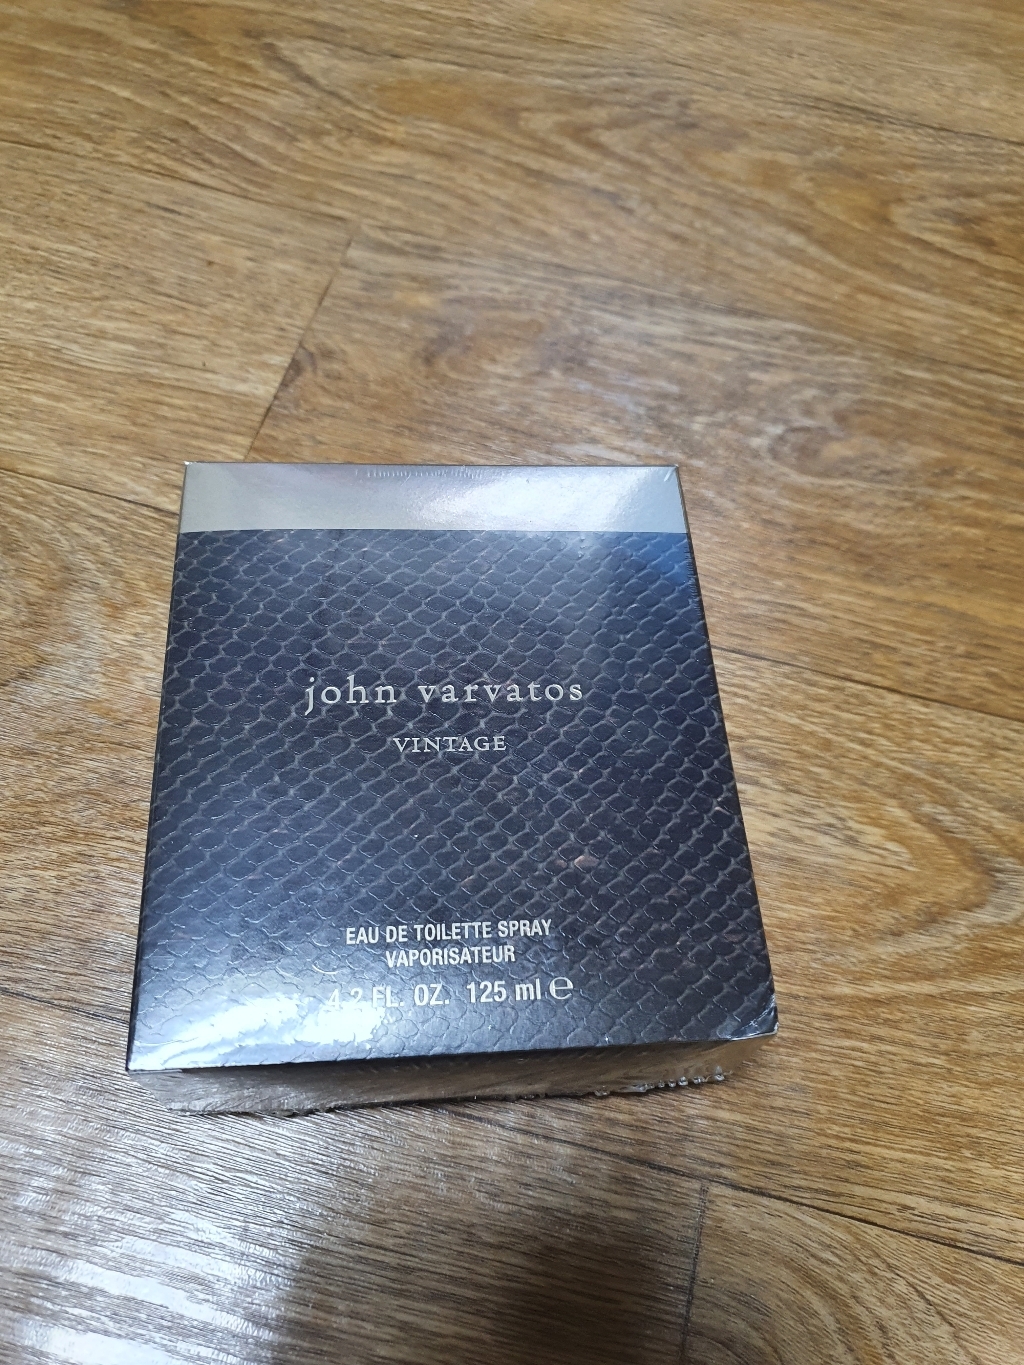 john varvatos
VINTAGE
EAU DE TOILETTE SPRAY
VAPORISATEUR
4.2 FL. OZ. 125 ml ℮